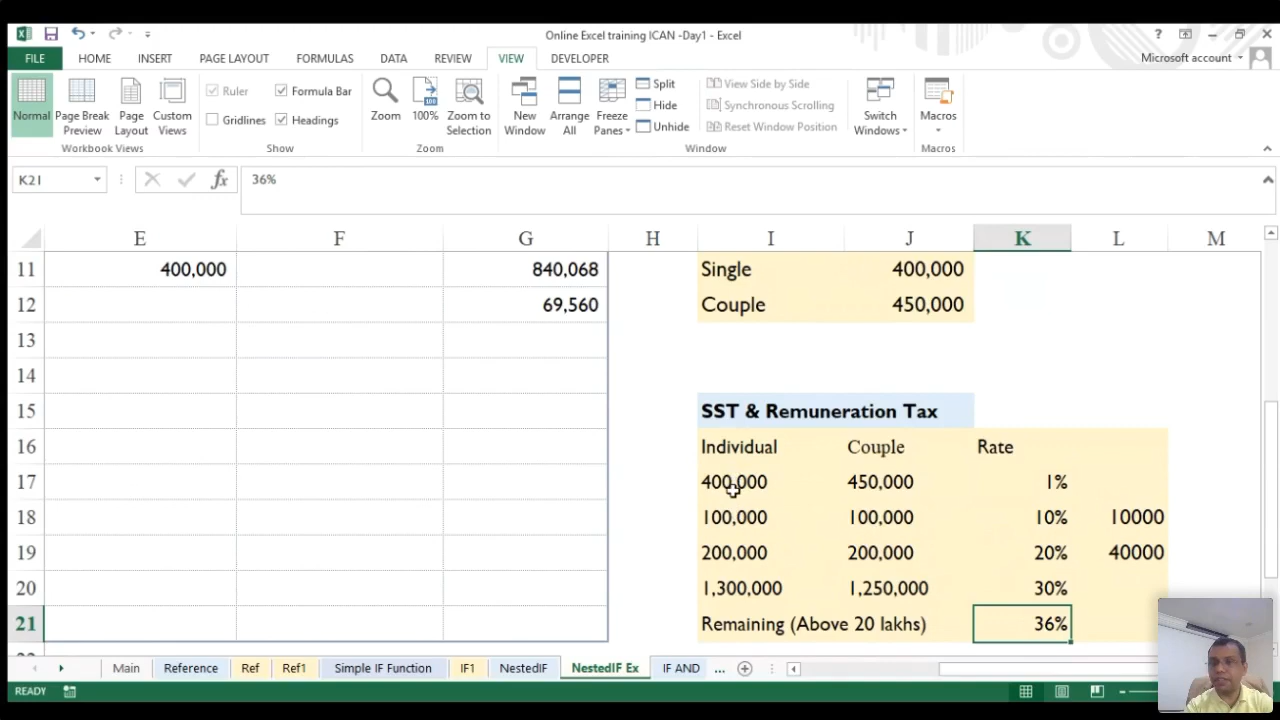 Online Excel training ICAN -Day1 - Excel
?
FILE HOME INSERT PAGE LAYOUT FORMULAS DATA REVIEW VIEW DEVELOPER Microsoft account
Normal Page Break Preview Page Layout Custom Views
Workbook Views
Ruler Formula Bar
Gridlines Headings
Show
Zoom 100% Zoom to Selection
Zoom
New Window Arrange All Freeze Panes
Split
Hide
Unhide
View Side by Side
Synchronous Scrolling
Reset Window Position
Window
Switch Windows
Macros
Macros
K21 fx 36%
E F G H I J K L M
11 400,000 840,068 Single 400,000
12 69,560 Couple 450,000
13
14
15 SST & Remuneration Tax
16 Individual Couple Rate
17 400,000 450,000 1%
18 100,000 100,000 10% 10000
19 200,000 200,000 20% 40000
20 1,300,000 1,250,000 30%
21 Remaining (Above 20 lakhs) 36%
Main Reference Ref Ref1 Simple IF Function IF1 NestedIF NestedIF Ex IF AND ...
READY